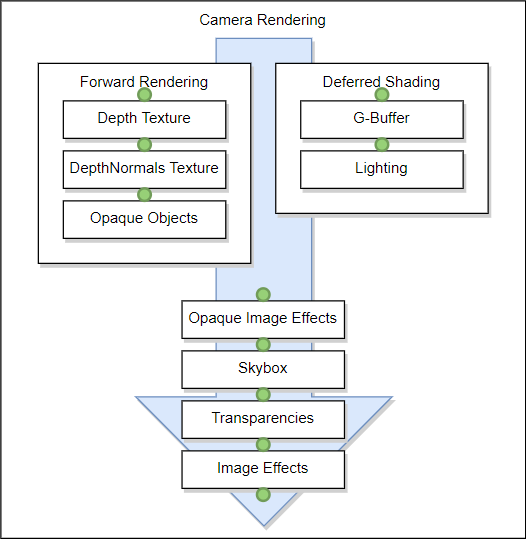 Camera Rendering
Forward Rendering
Depth Texture
DepthNormals Texture
Opaque Objects
Deferred Shading
G-Buffer
Lighting
Opaque Image Effects
Skybox
Transparencies
Image Effects